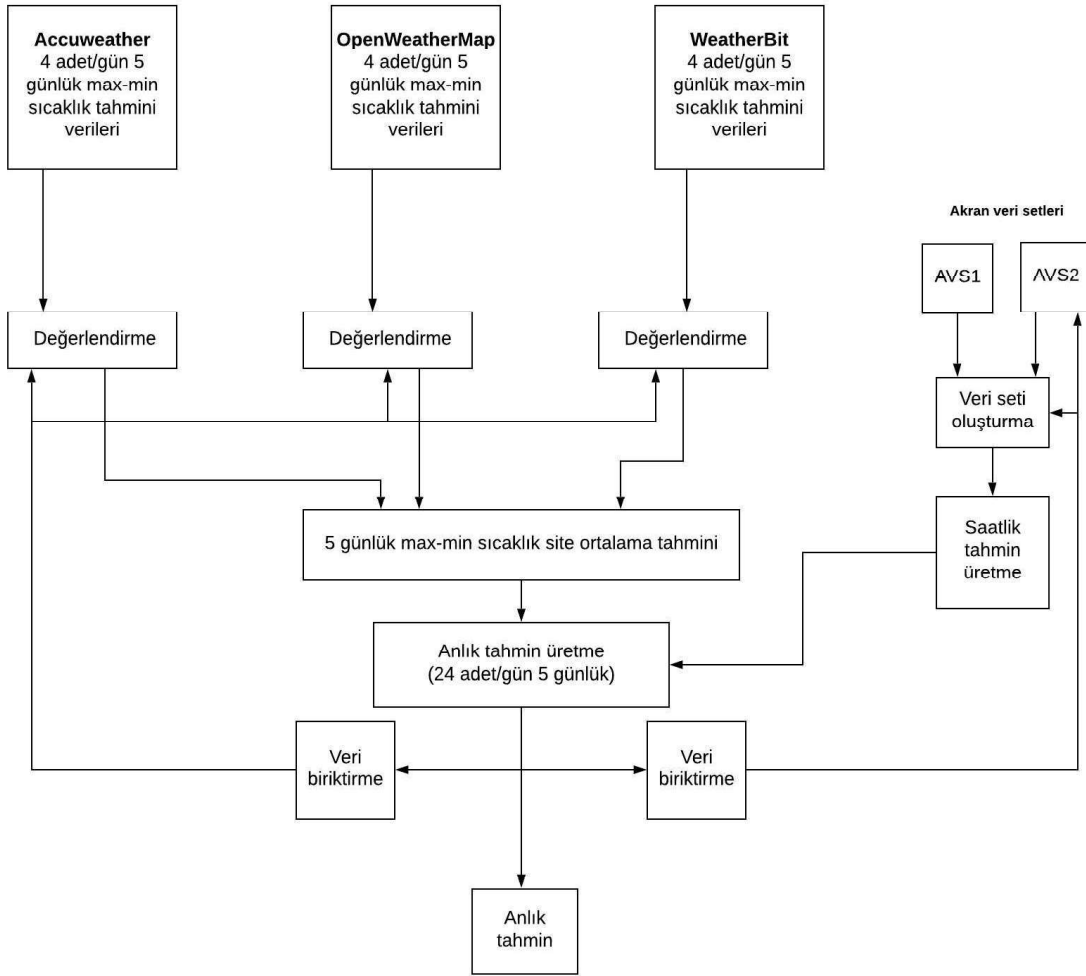 Accuweather
4 adet/gün 5
günlük max-min
sıcaklık tahmini
verileri
OpenWeatherMap
4 adet/gün 5
günlük max-min
sıcaklık tahmini
verileri
WeatherBit
4 adet/gün 5
günlük max-min
sıcaklık tahmini
verileri
Akran veri setleri
AVS1
AVS2
Değerlendirme
Değerlendirme
Değerlendirme
Veri seti
oluşturma
5 günlük max-min sıcaklık site ortalama tahmini
Saatlik
tahmin
üretme
Anlık tahmin üretme
(24 adet/gün 5 günlük)
Veri
biriktirme
Veri
biriktirme
Anlık
tahmin